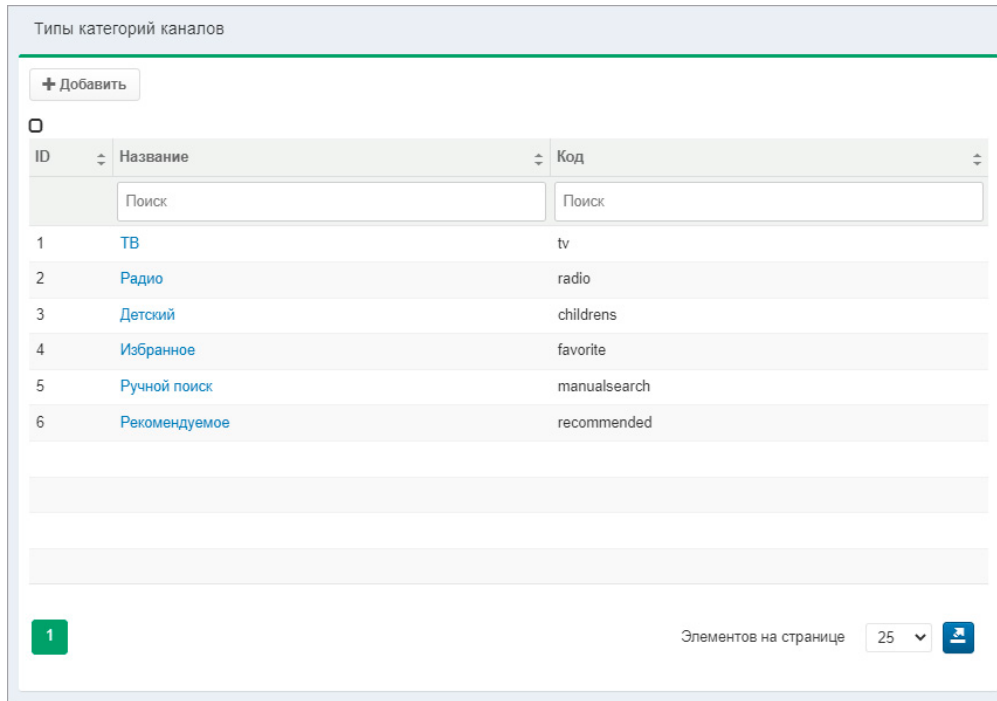 Типы категорий каналов
Добавить
ID Название Код
Поиск Поиск
1 ТВ tv
2 Радио radio
3 Детский childrens
4 Избранное favorite
5 Ручной поиск manualsearch
6 Рекомендуемое recommended
1 Элементов на странице 25